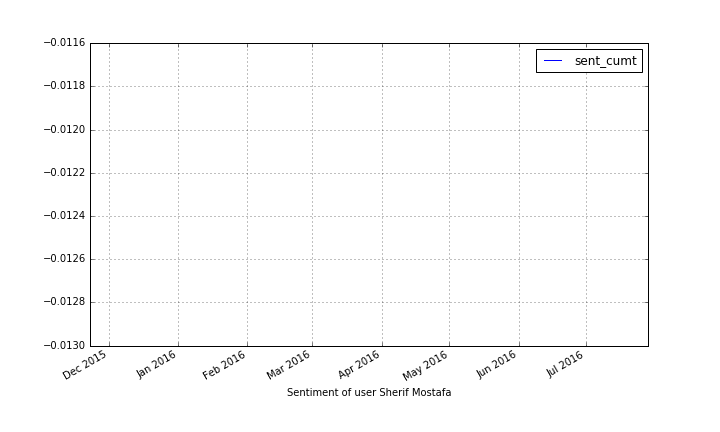 −0.0116
−0.0118
−0.0120
−0.0122
−0.0124
−0.0126
−0.0128
−0.0130
sent_cumt
Dec 2015
Jan 2016
Feb 2016
Mar 2016
Apr 2016
May 2016
Jun 2016
Jul 2016
Sentiment of user Sherif Mostafa